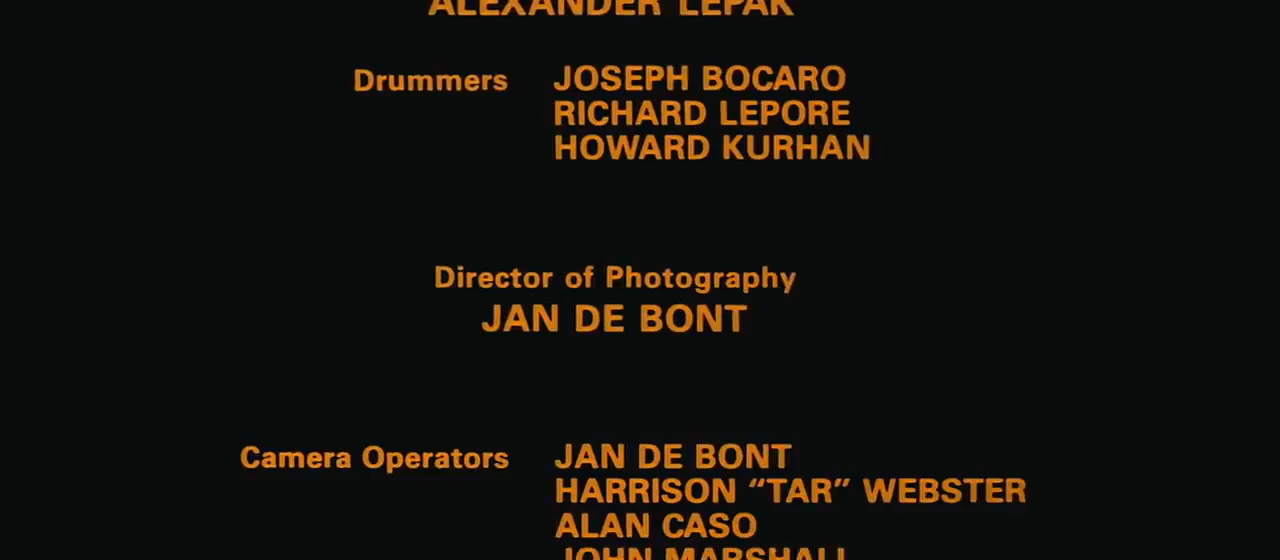 ALEXANDER LEPAK
Drummers JOSEPH BOCARO
RICHARD LEPORE
HOWARD KURHAN
Director of Photography
JAN DE BONT
Camera Operators JAN DE BONT
HARRISON “TAR” WEBSTER
ALAN CASO
JOHN MARSHALL